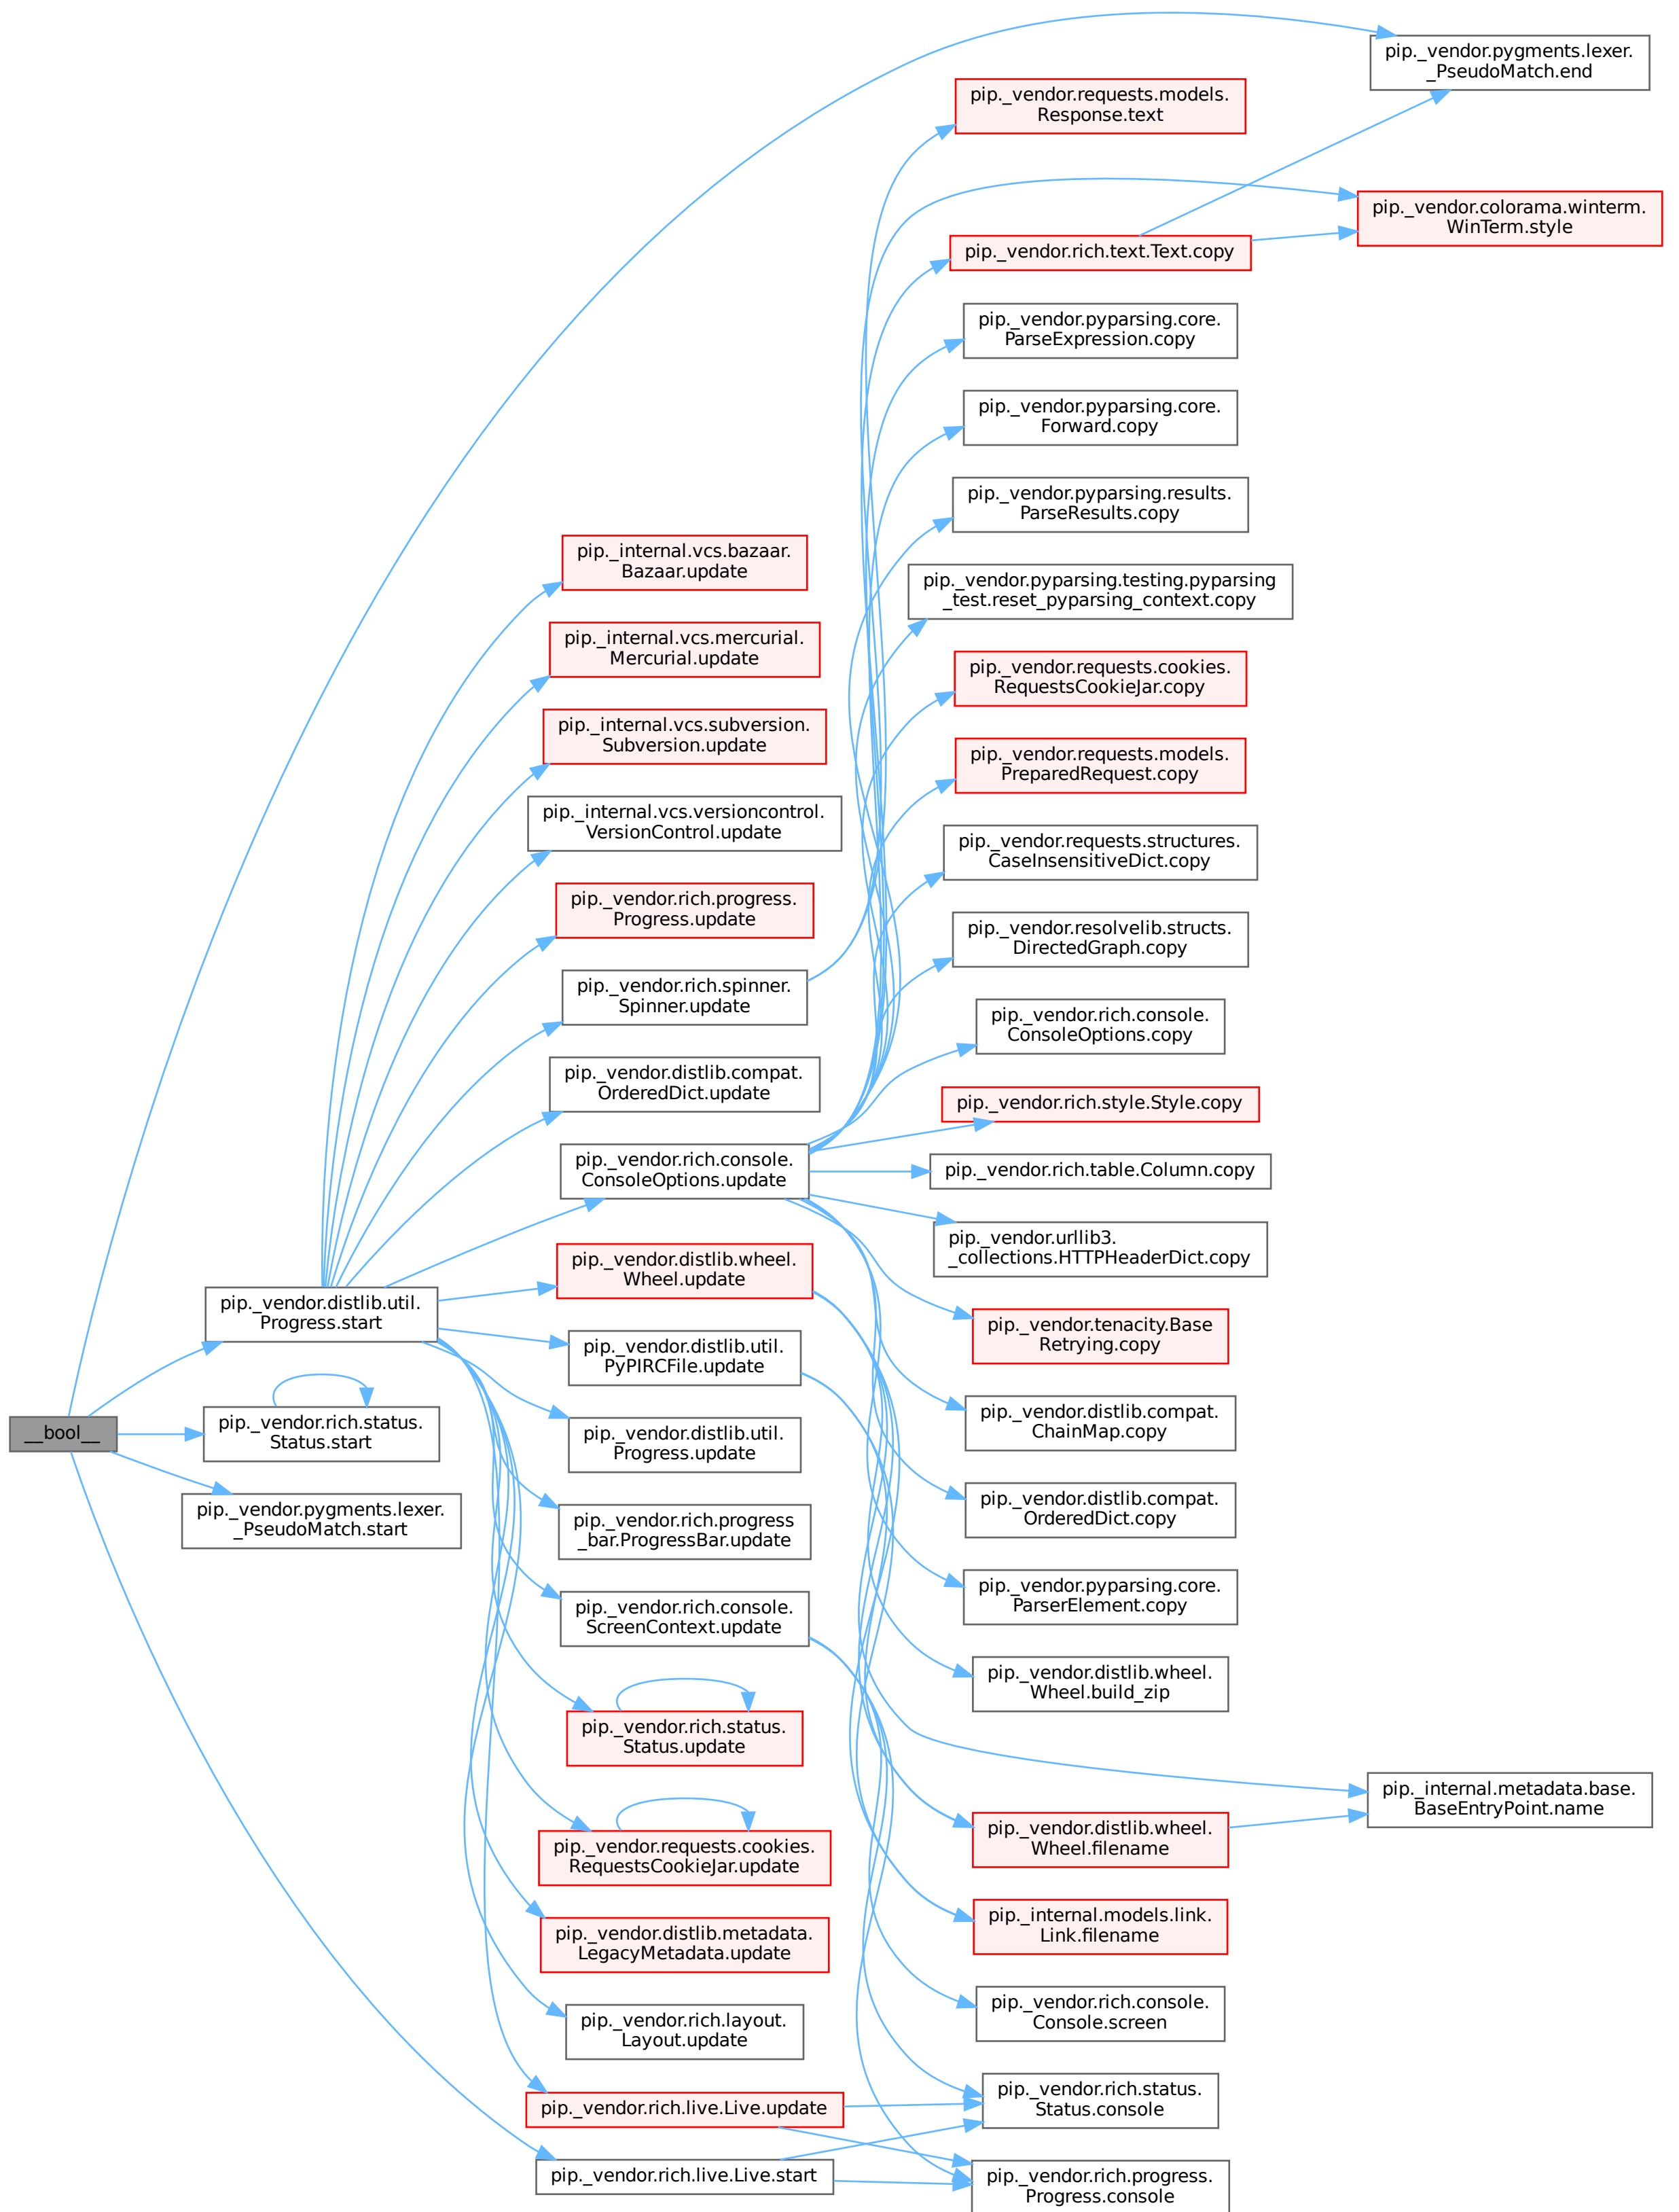 __bool__
pip._vendor.distlib.util.
Progress.start
pip._vendor.rich.status.
Status.start
pip._vendor.pygments.lexer.
_PseudoMatch.start
pip._internal.vcs.bazaar.
Bazaar.update
pip._internal.vcs.mercurial.
Mercurial.update
pip._internal.vcs.subversion.
Subversion.update
pip._internal.vcs.versioncontrol.
VersionControl.update
pip._vendor.rich.progress.
Progress.update
pip._vendor.rich.spinner.
Spinner.update
pip._vendor.distlib.compat.
OrderedDict.update
pip._vendor.rich.console.
ConsoleOptions.update
pip._vendor.distlib.wheel.
Wheel.update
pip._vendor.distlib.util.
PyPIRCFile.update
pip._vendor.distlib.util.
Progress.update
pip._vendor.rich.progress
_bar.ProgressBar.update
pip._vendor.rich.console.
ScreenContext.update
pip._vendor.rich.status.
Status.update
pip._vendor.requests.cookies.
RequestsCookieJar.update
pip._vendor.distlib.metadata.
LegacyMetadata.update
pip._vendor.rich.layout.
Layout.update
pip._vendor.rich.live.Live.update
pip._vendor.rich.live.Live.start
pip._vendor.requests.models.
Response.text
pip._vendor.rich.text.Text.copy
pip._vendor.pyparsing.core.
ParseExpression.copy
pip._vendor.pyparsing.core.
Forward.copy
pip._vendor.pyparsing.results.
ParseResults.copy
pip._vendor.pyparsing.testing.pyparsing
_test.reset_pyparsing_context.copy
pip._vendor.requests.cookies.
RequestsCookieJar.copy
pip._vendor.requests.models.
PreparedRequest.copy
pip._vendor.requests.structures.
CaseInsensitiveDict.copy
pip._vendor.resolvelib.structs.
DirectedGraph.copy
pip._vendor.rich.console.
ConsoleOptions.copy
pip._vendor.rich.style.Style.copy
pip._vendor.rich.table.Column.copy
pip._vendor.urllib3.
_collections.HTTPHeaderDict.copy
pip._vendor.tenacity.Base
Retrying.copy
pip._vendor.distlib.compat.
ChainMap.copy
pip._vendor.distlib.compat.
OrderedDict.copy
pip._vendor.pyparsing.core.
ParserElement.copy
pip._vendor.distlib.wheel.
Wheel.build_zip
pip._vendor.distlib.wheel.
Wheel.filename
pip._internal.models.link.
Link.filename
pip._vendor.rich.console.
Console.screen
pip._vendor.rich.status.
Status.console
pip._vendor.rich.progress.
Progress.console
pip._vendor.pygments.lexer.
_PseudoMatch.end
pip._vendor.colorama.winterm.
WinTerm.style
pip._internal.metadata.base.
BaseEntryPoint.name